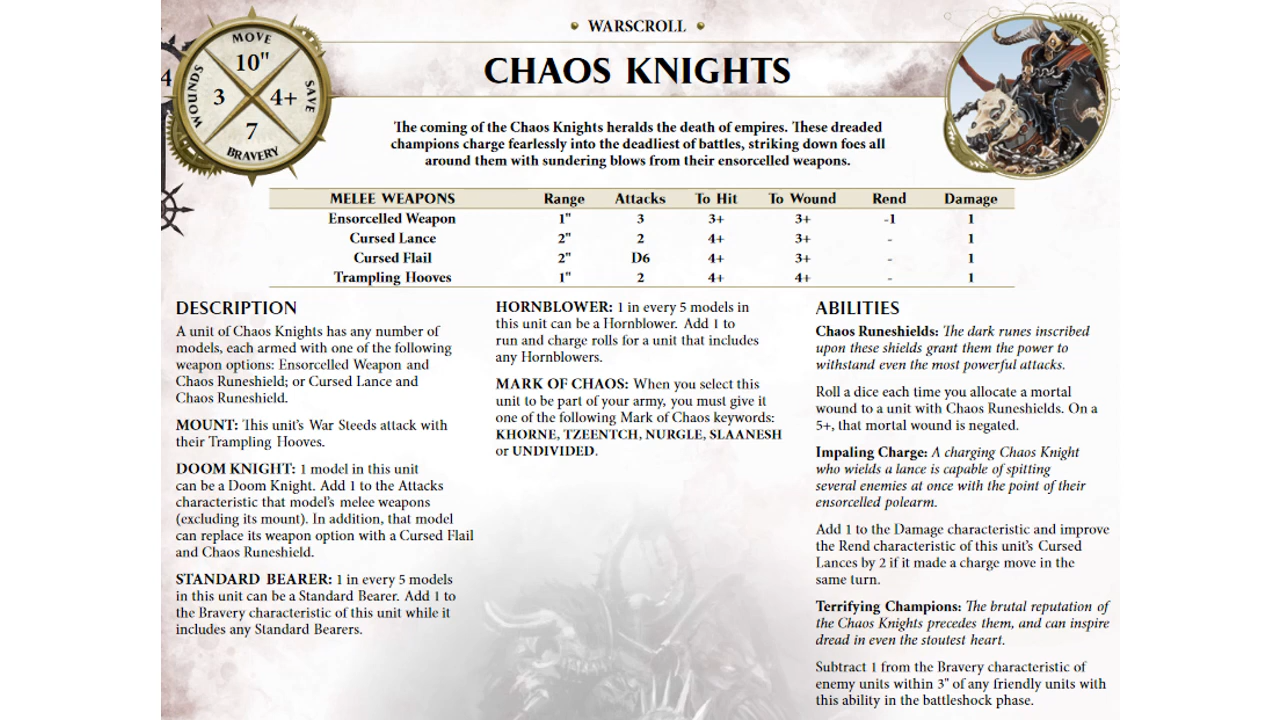 WARSCROLL
CHAOS KNIGHTS
MOVE
10"
WOUNDS
3
4+
SAVE
7
BRAVERY
4
The coming of the Chaos Knights heralds the death of empires. These dreaded
champions charge fearlessly into the deadliest of battles, striking down foes all
around them with sundering blows from their ensorcelled weapons.
MELEE WEAPONS Range Attacks To Hit To Wound Rend Damage
Ensorcelled Weapon 1" 3 3+ 3+ -1 1
Cursed Lance 2" 2 4+ 3+ - 1
Cursed Flail 2" D6 4+ 3+ - 1
Trampling Hooves 1" 2 4+ 4+ - 1
DESCRIPTION
A unit of Chaos Knights has any number of
models, each armed with one of the following
weapon options: Ensorcelled Weapon and
Chaos Runeshield; or Cursed Lance and
Chaos Runeshield.
MOUNT: This unit's War Steeds attack with
their Trampling Hooves.
DOOM KNIGHT: 1 model in this unit
can be a Doom Knight. Add 1 to the Attacks
characteristic that model's melee weapons
(excluding its mount). In addition, that model
can replace its weapon option with a Cursed Flail
and Chaos Runeshield.
STANDARD BEARER: 1 in every 5 models
in this unit can be a Standard Bearer. Add 1 to
the Bravery characteristic of this unit while it
includes any Standard Bearers.
HORNBLOWER: 1 in every 5 models in
this unit can be a Hornblower. Add 1 to
run and charge rolls for a unit that includes
any Hornblowers.
MARK OF CHAOS: When you select this
unit to be part of your army, you must give it
one of the following Mark of Chaos keywords:
KHORNE, TZEENTCH, NURGLE, SLAANESH
or UNDIVIDED.
ABILITIES
Chaos Runeshields: The dark runes inscribed
upon these shields grant them the power to
withstand even the most powerful attacks.
Roll a dice each time you allocate a mortal
wound to a unit with Chaos Runeshields. On a
5+, that mortal wound is negated.
Impaling Charge: A charging Chaos Knight
who wields a lance is capable of spitting
several enemies at once with the point of their
ensorcelled polearm.
Add 1 to the Damage characteristic and improve
the Rend characteristic of this unit's Cursed
Lances by 2 if it made a charge move in the
same turn.
Terrifying Champions: The brutal reputation of
the Chaos Knights precedes them, and can inspire
dread in even the stoutest heart.
Subtract 1 from the Bravery characteristic of
enemy units within 3" of any friendly units with
this ability in the battleshock phase.